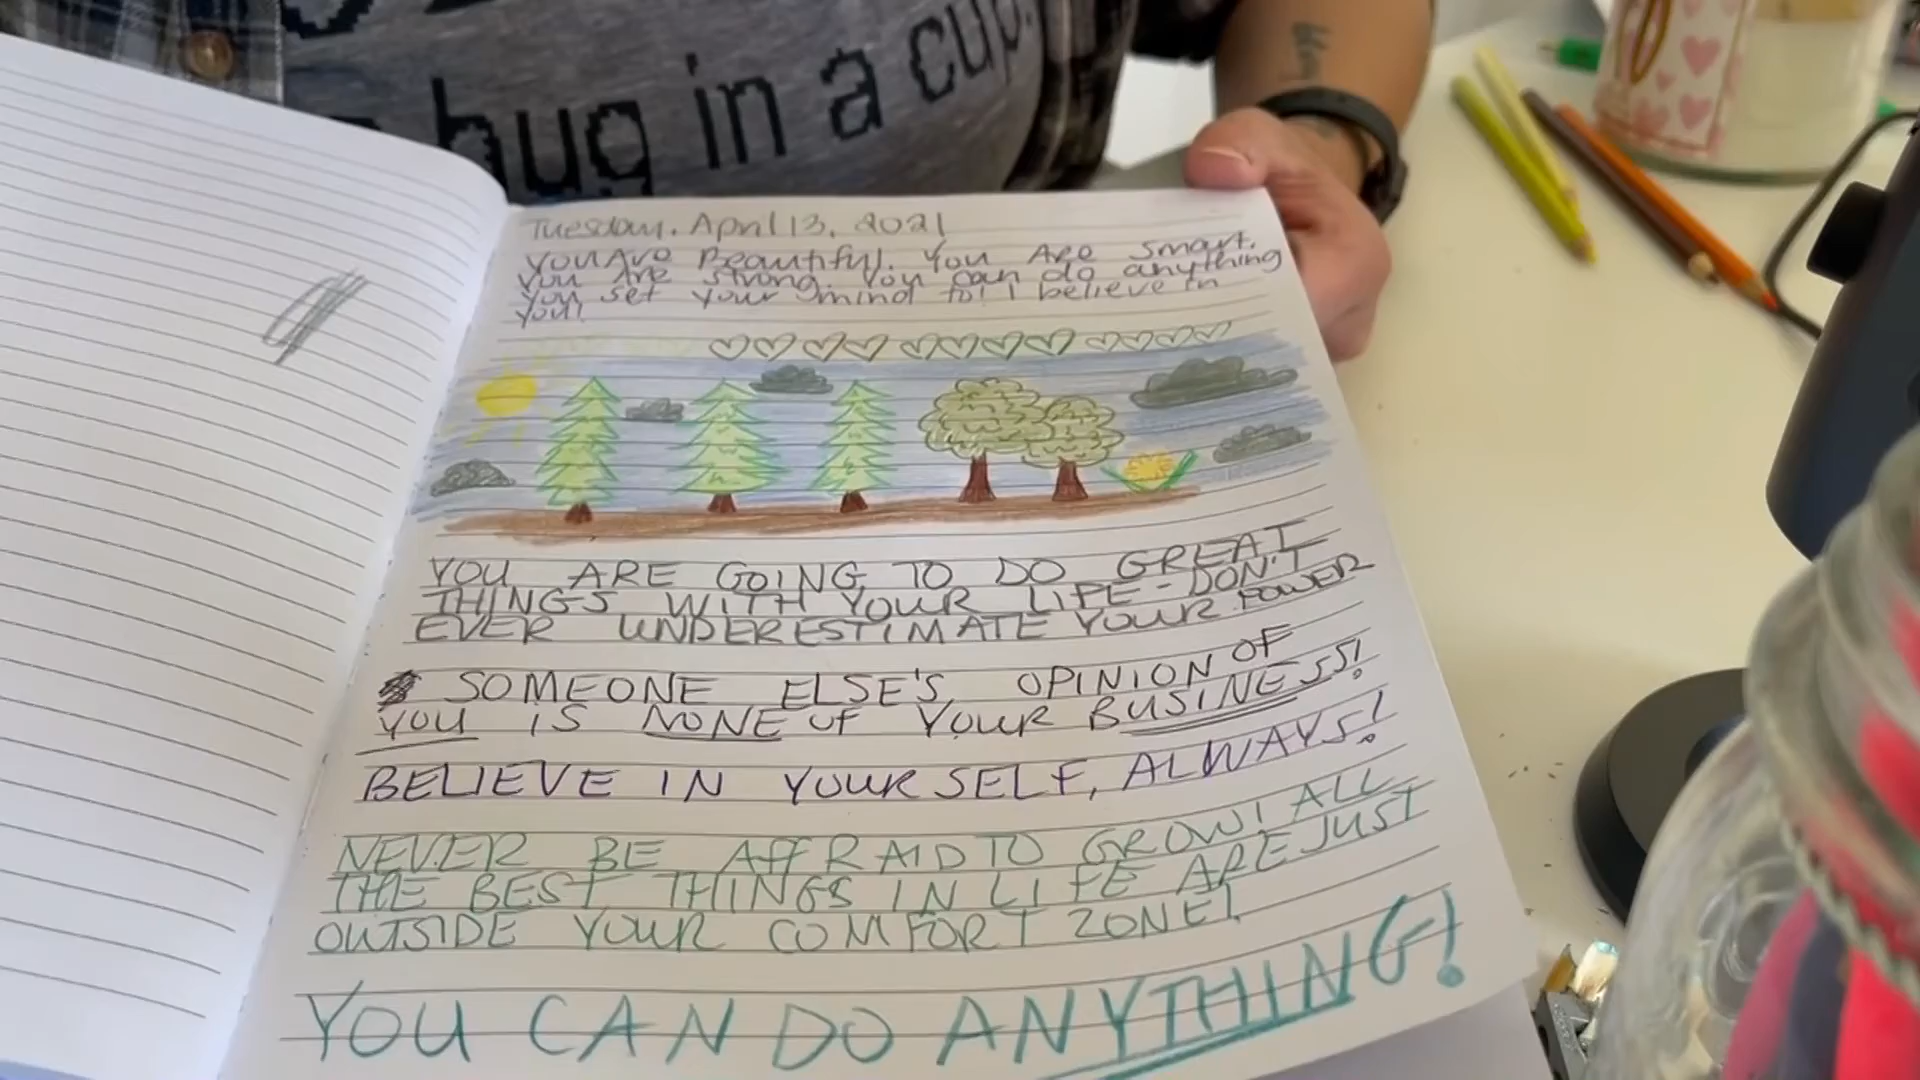 hug in a cup.
Tuesday, April 13, 2021
You Are Beautiful. You Are Smart.
You Are strong. You can do anything
you set your mind to! I believe in
you!
YOU ARE GOING TO DO GREAT
THINGS WITH YOUR LIFE - DON'T
EVER UNDERESTIMATE YOUR POWER
SOMEONE ELSE'S OPINION OF
YOU IS NONE OF YOUR BUSINESS!
BELIEVE IN YOURSELF, ALWAYS!
NEVER BE AFFRAID TO GROW! ALL
THE BEST THINGS IN LIFE ARE JUST
OUTSIDE YOUR COMFORT ZONE!
YOU CAN DO ANYTHING!